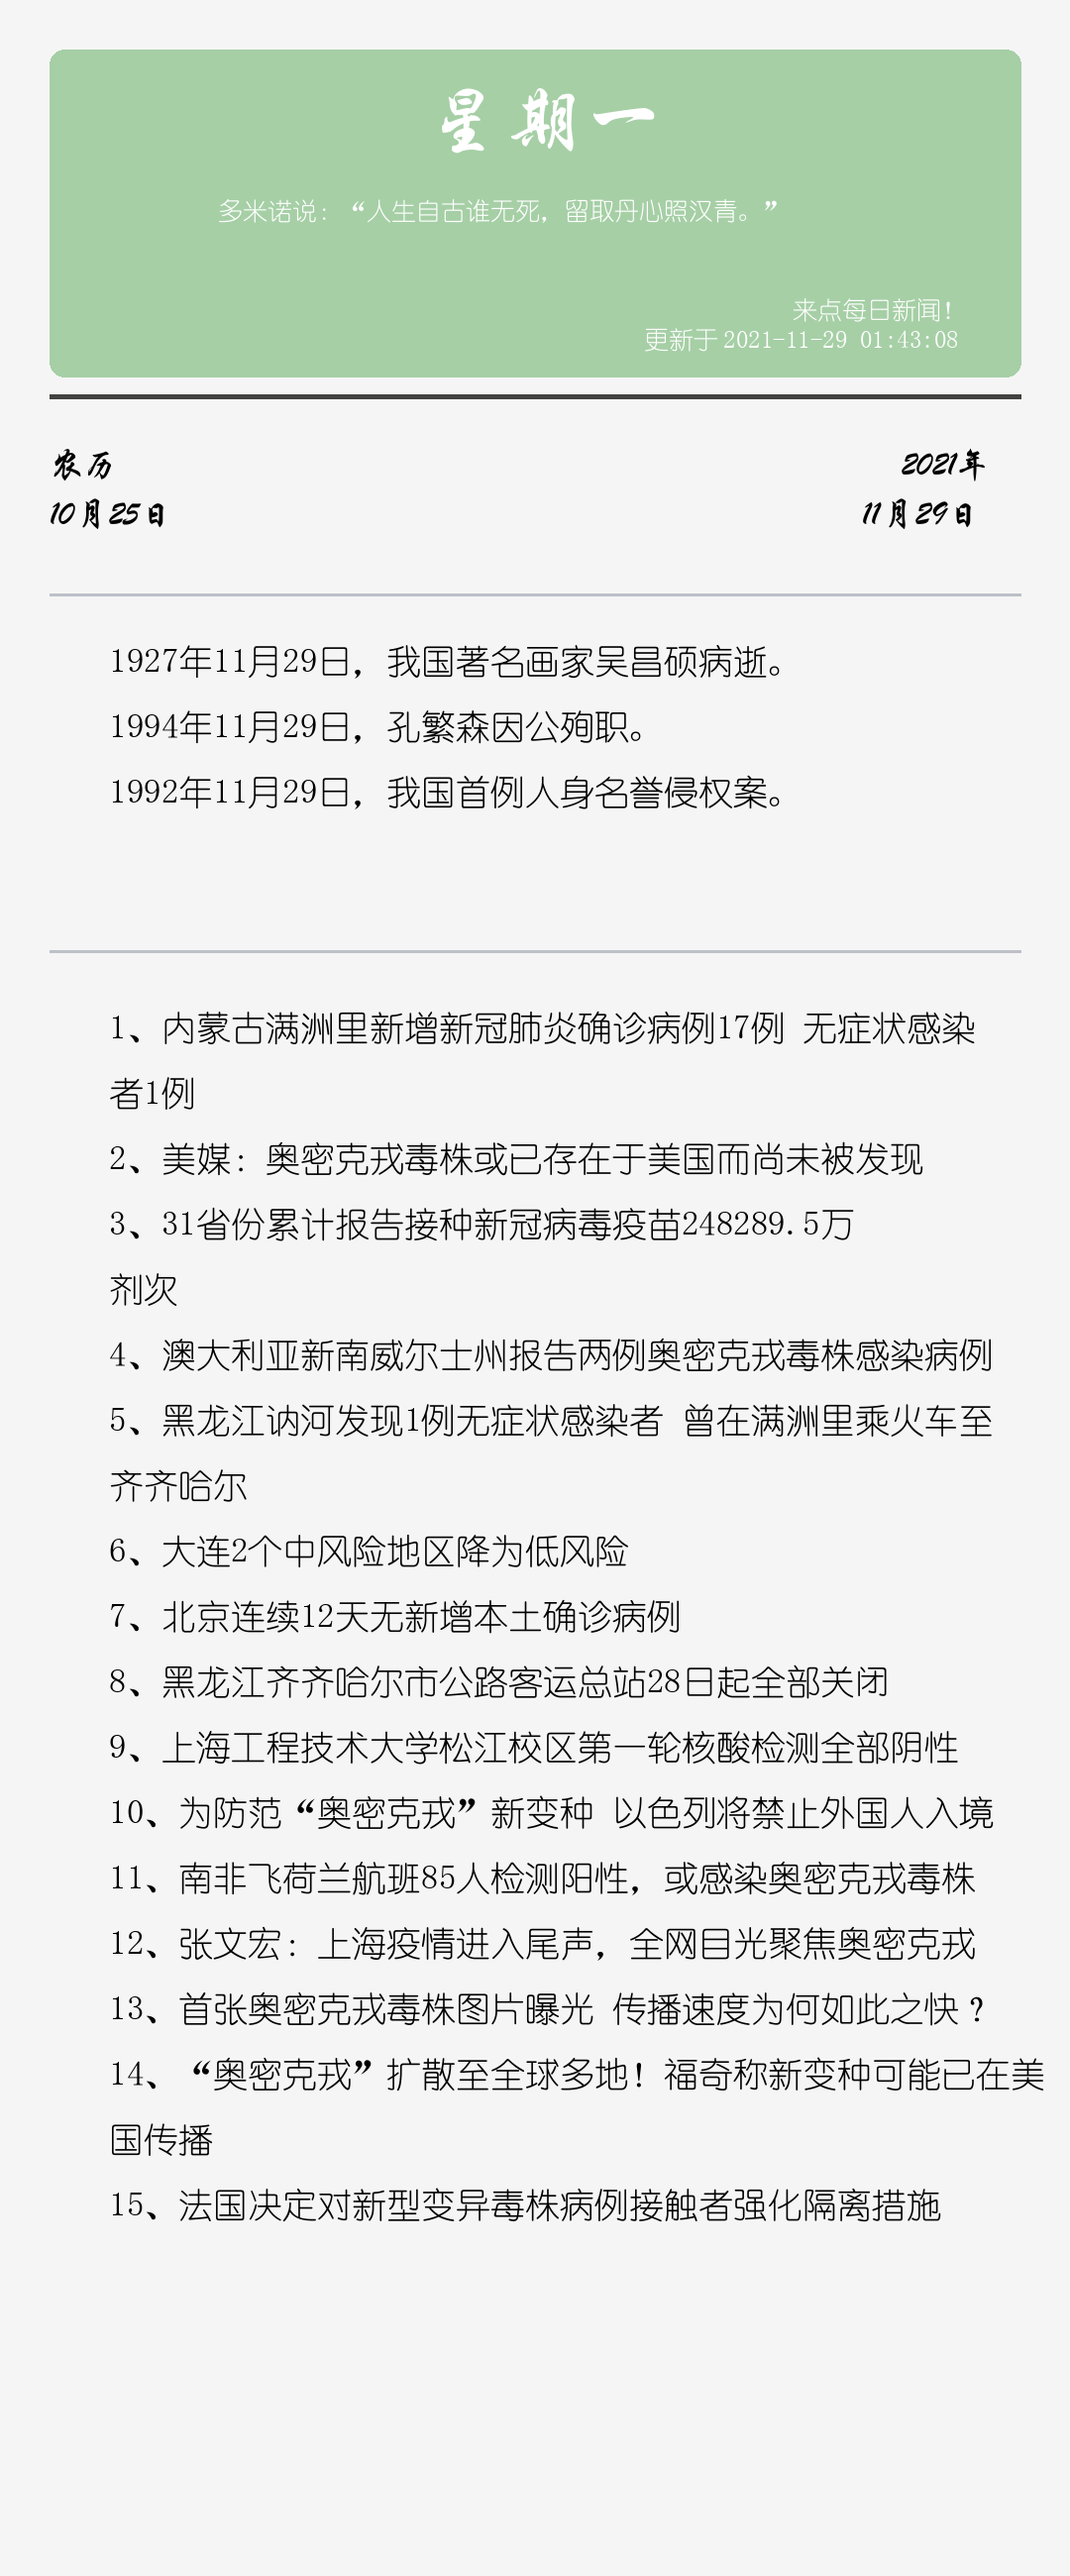 星期一
多米诺说：“人生自古谁无死，留取丹心照汉青。”
来点每日新闻！
更新于 2021-11-29 01:43:08
农历
2021年
10月25日
11月29日
1927年11月29日，我国著名画家吴昌硕病逝。
1994年11月29日，孔繁森因公殉职。
1992年11月29日，我国首例人身名誉侵权案。
1、内蒙古满洲里新增新冠肺炎确诊病例17例 无症状感染
者1例
2、美媒：奥密克戎毒株或已存在于美国而尚未被发现
3、31省份累计报告接种新冠病毒疫苗248289.5万
剂次
4、澳大利亚新南威尔士州报告两例奥密克戎毒株感染病例
5、黑龙江讷河发现1例无症状感染者 曾在满洲里乘火车至
齐齐哈尔
6、大连2个中风险地区降为低风险
7、北京连续12天无新增本土确诊病例
8、黑龙江齐齐哈尔市公路客运总站28日起全部关闭
9、上海工程技术大学松江校区第一轮核酸检测全部阴性
10、为防范“奥密克戎”新变种 以色列将禁止外国人入境
11、南非飞荷兰航班85人检测阳性，或感染奥密克戎毒株
12、张文宏：上海疫情进入尾声，全网目光聚焦奥密克戎
13、首张奥密克戎毒株图片曝光 传播速度为何如此之快？
14、“奥密克戎”扩散至全球多地！福奇称新变种可能已在美
国传播
15、法国决定对新型变异毒株病例接触者强化隔离措施